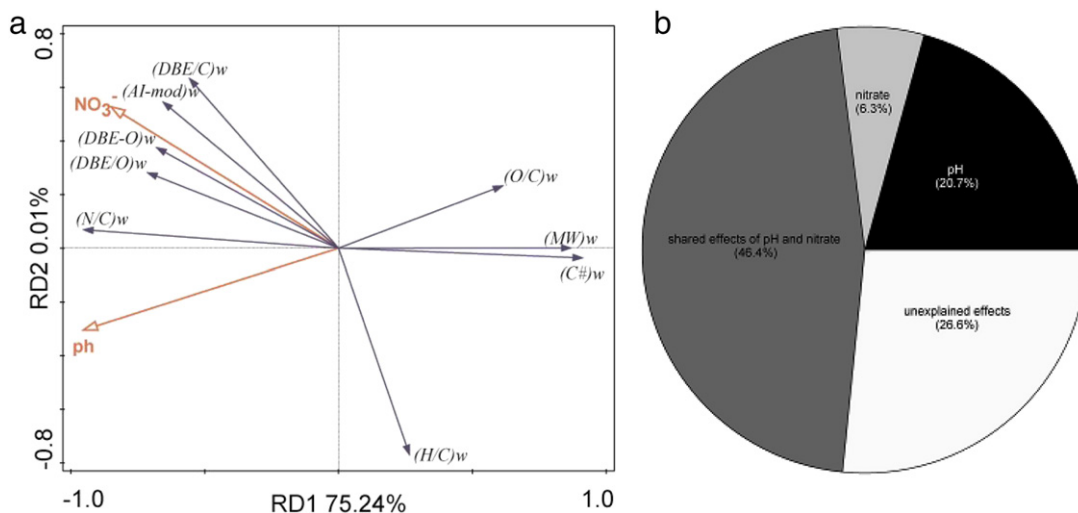 a
0.8
(DBE/C)w
(AI-mod)w
NO3-
(DBE-O)w
(DBE/O)w
(O/C)w
(N/C)w
(MW)w
(C#)w
ph
(H/C)w
RD2 0.01%
-0.8
-1.0
RD1 75.24%
1.0
b
nitrate
(6.3%)
pH
(20.7%)
shared effects of pH and nitrate
(46.4%)
unexplained effects
(26.6%)